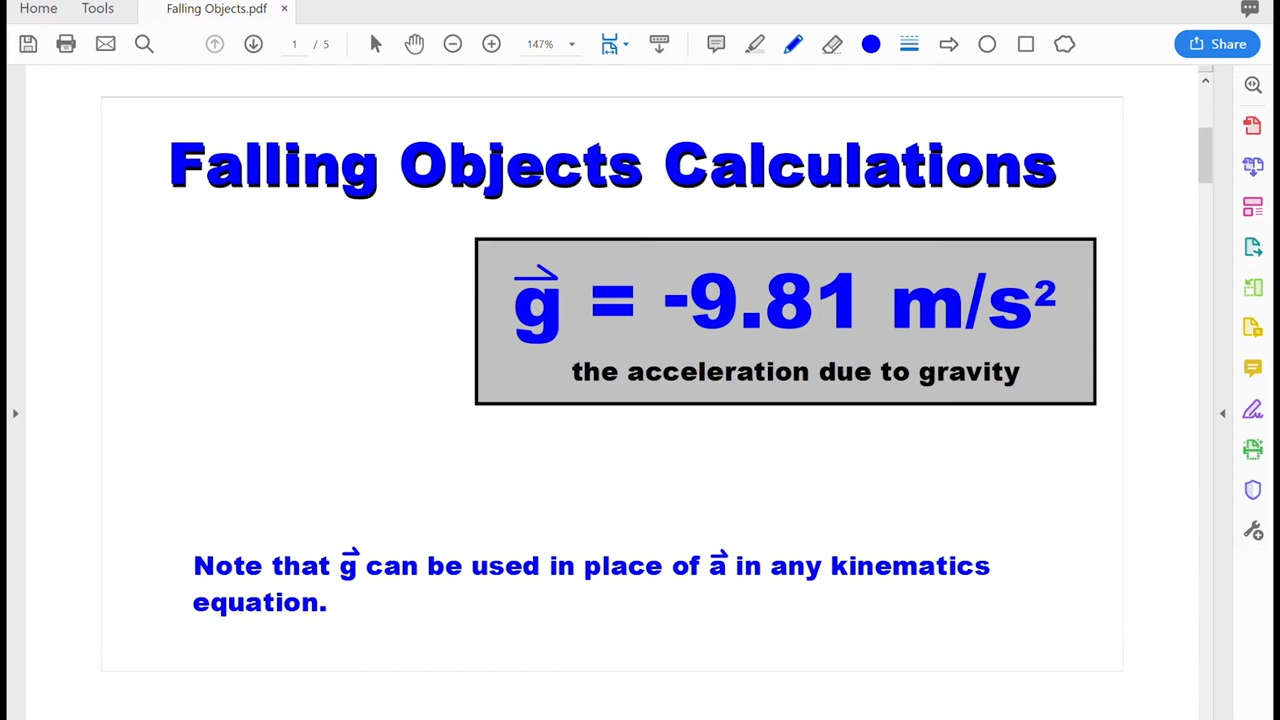 Home Tools Falling Objects.pdf ×
1 / 5 147% Share
Falling Objects Calculations
g⃗ = -9.81 m/s²
the acceleration due to gravity
Note that g⃗ can be used in place of a⃗ in any kinematics
equation.